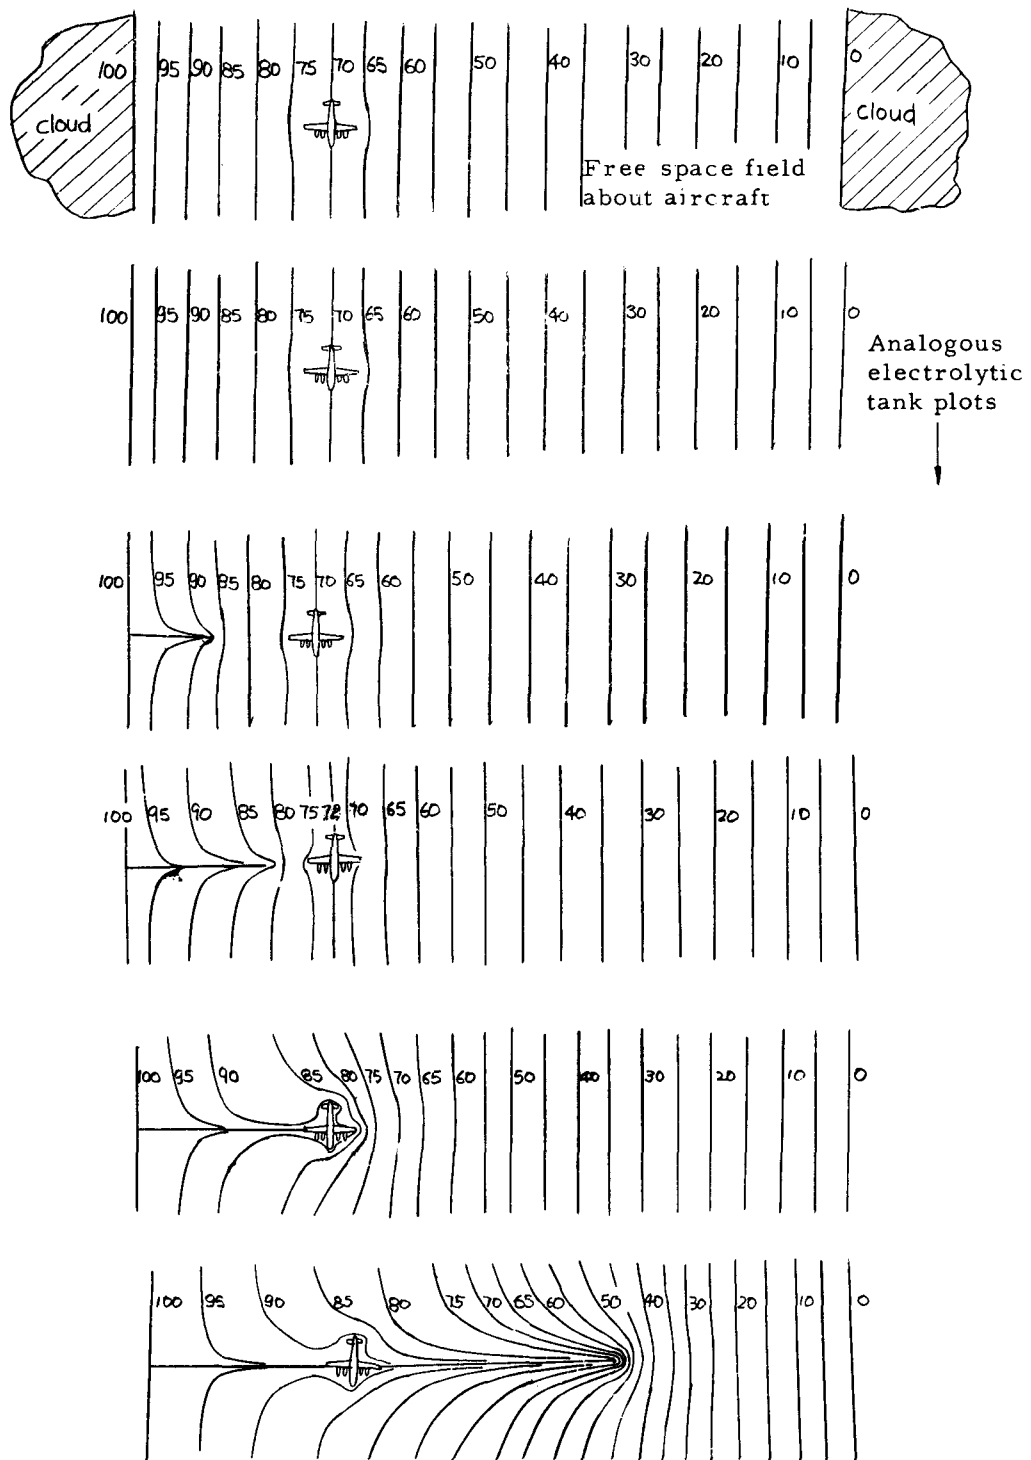 100 95 90 85 80 75 70 65 60 50 40 30 20 10 0
cloud
cloud
Free space field
about aircraft
100 95 90 85 80 75 70 65 60 50 40 30 20 10 0
Analogous
electrolytic
tank plots
100 95 90 85 80 75 70 65 60 50 40 30 20 10 0
100 95 90 85 80 75 72 70 65 60 50 40 30 20 10 0
100 95 90 85 80 75 70 65 60 50 40 30 20 10 0
100 95 90 85 80 75 70 65 60 50 40 30 20 10 0